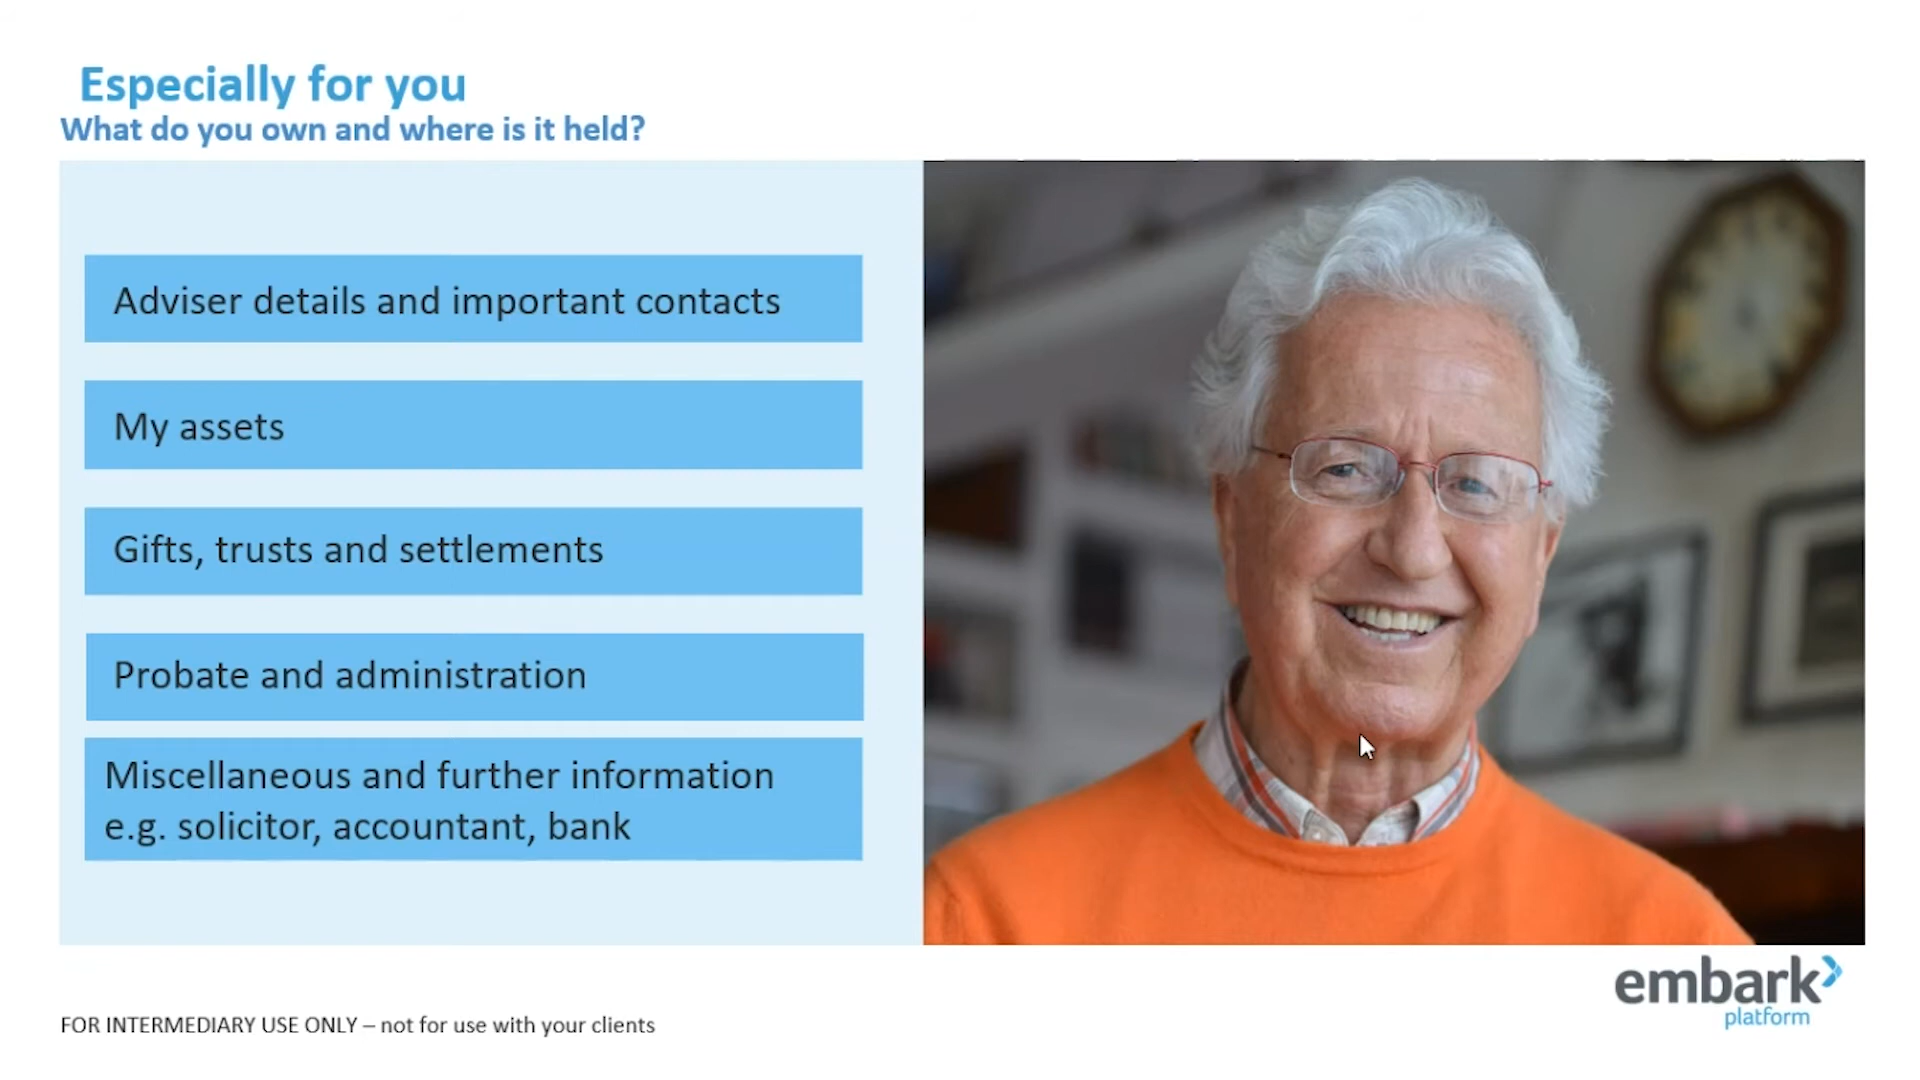 Especially for you
What do you own and where is it held?
Adviser details and important contacts
My assets
Gifts, trusts and settlements
Probate and administration
Miscellaneous and further information
e.g. solicitor, accountant, bank
embark
platform
FOR INTERMEDIARY USE ONLY – not for use with your clients